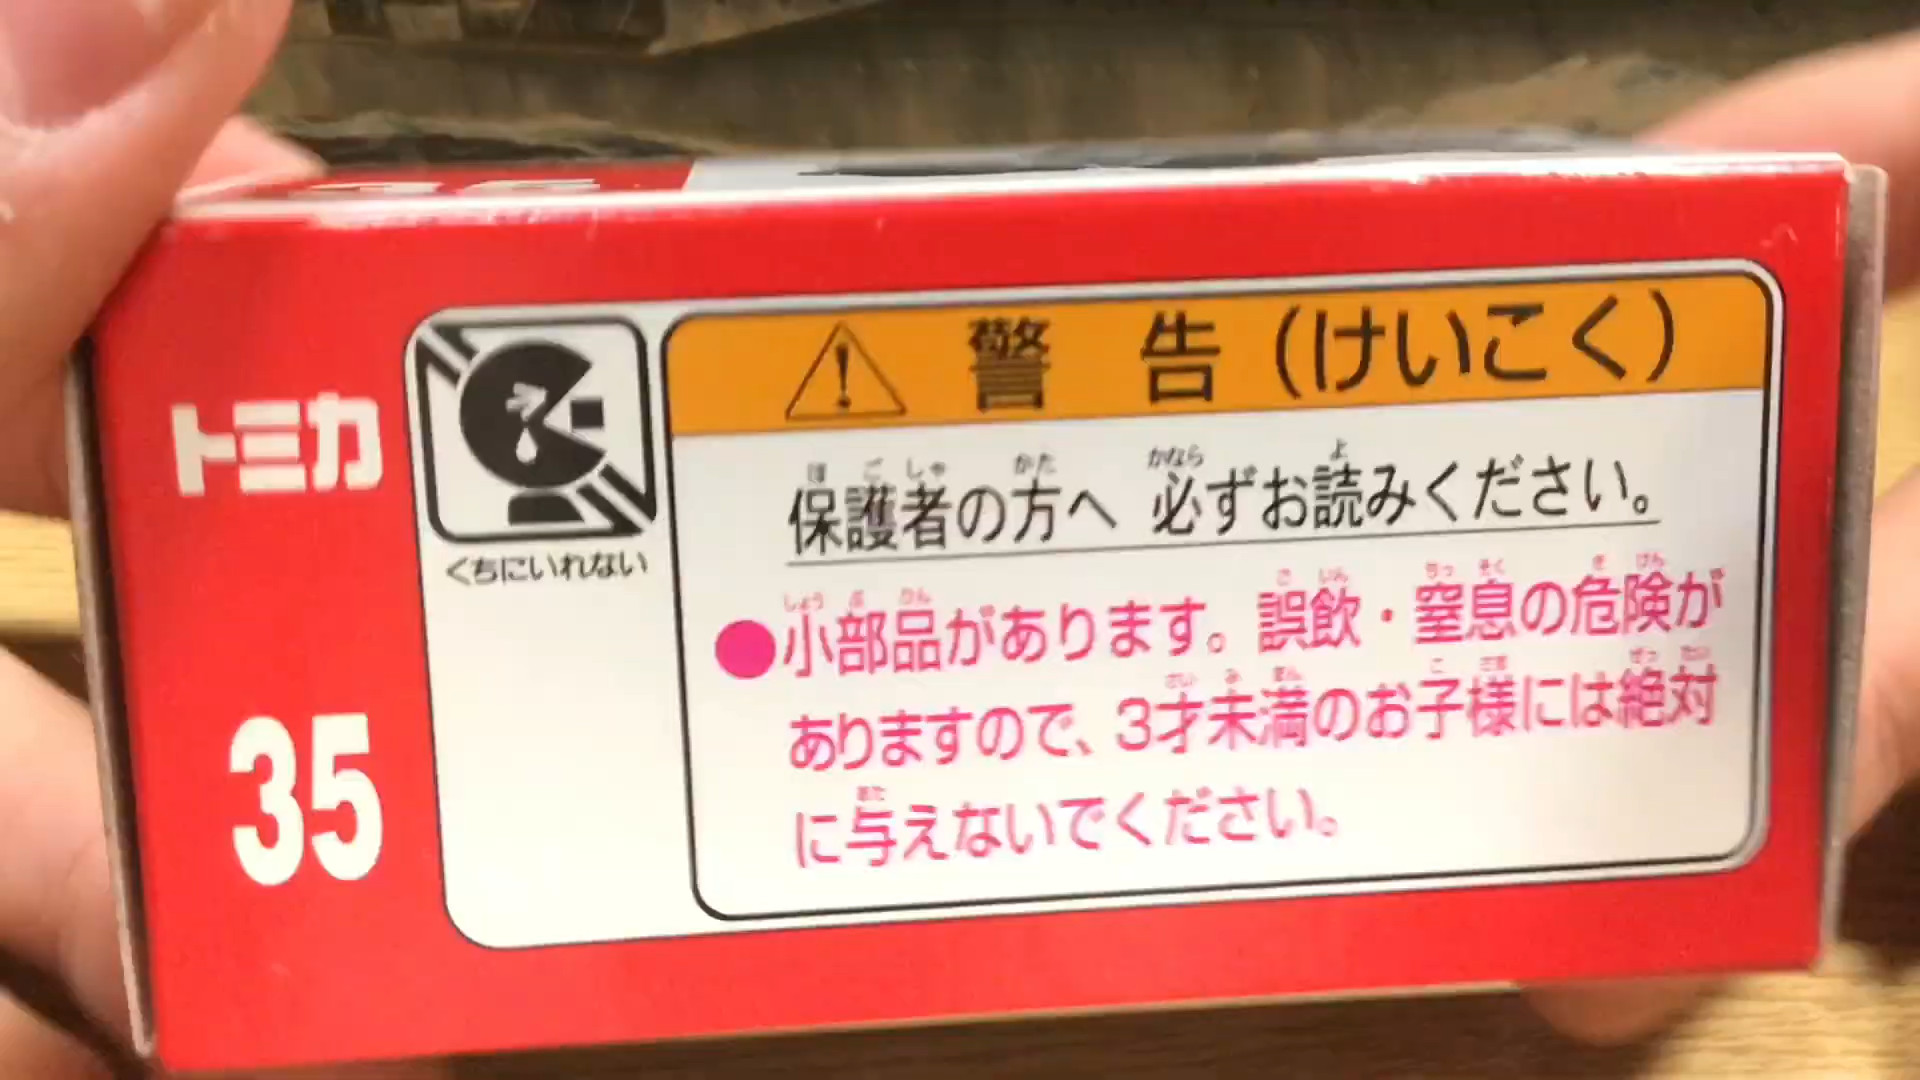 トミカ
35
くちにいれない
警告(けいこく)
ほごしゃ かた かなら よ
保護者の方へ 必ずお読みください。
しょうぶひん ごいん ちっそく きけん
●小部品があります。誤飲・窒息の危険が
さいみまん こさま ぜったい
ありますので、3才未満のお子様には絶対
あた
に与えないでください。